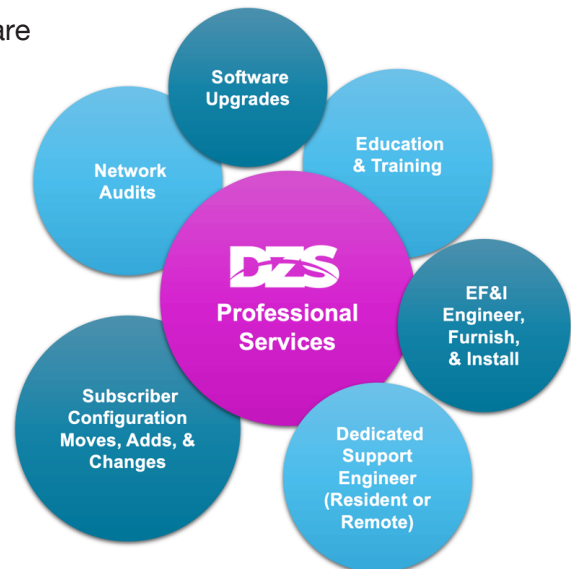 are
Software
Upgrades
Education
& Training
Network
Audits
DZS
Professional
Services
EF&I
Engineer,
Furnish,
& Install
Subscriber
Configuration
Moves, Adds, &
Changes
Dedicated
Support
Engineer
(Resident or
Remote)